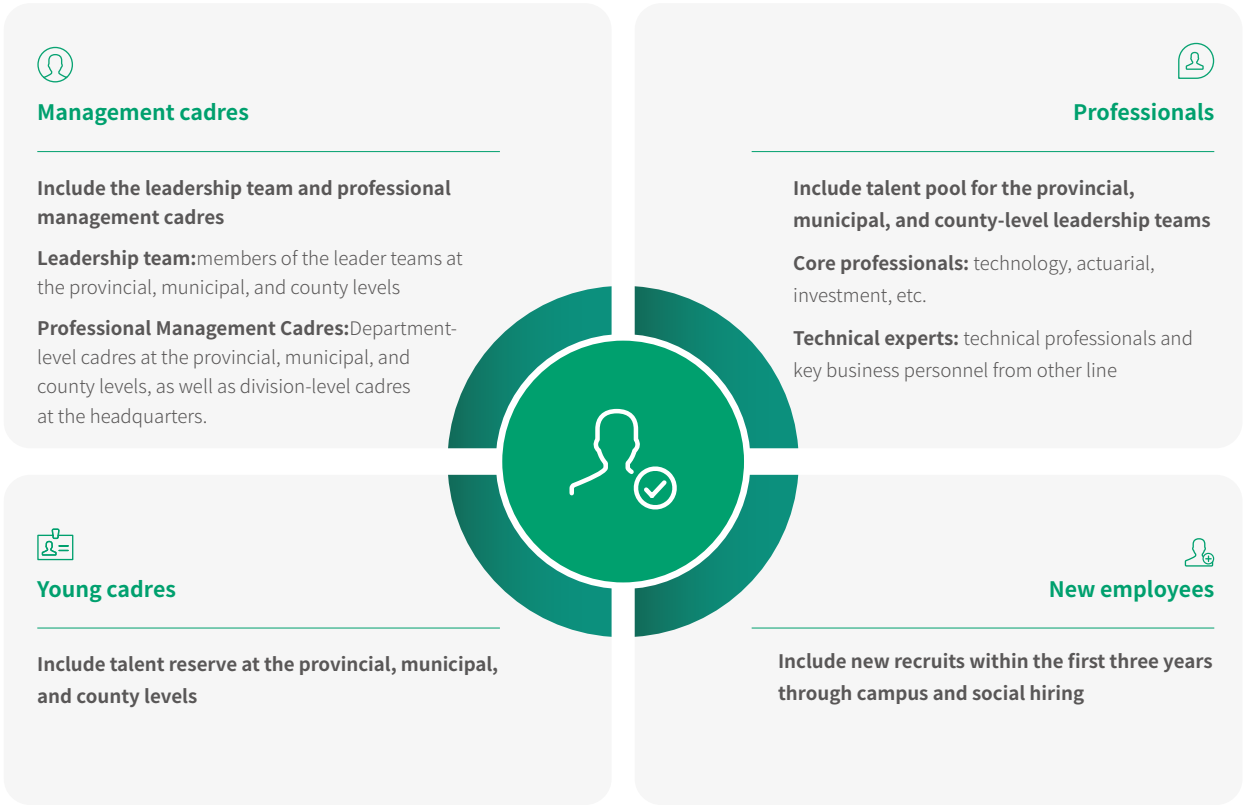 Management cadres
Include the leadership team and professional
management cadres
Leadership team:members of the leader teams at
the provincial, municipal, and county levels
Professional Management Cadres:Department-
level cadres at the provincial, municipal, and
county levels, as well as division-level cadres
at the headquarters.
Professionals
Include talent pool for the provincial,
municipal, and county-level leadership teams
Core professionals: technology, actuarial,
investment, etc.
Technical experts: technical professionals and
key business personnel from other line
Young cadres
Include talent reserve at the provincial, municipal,
and county levels
New employees
Include new recruits within the first three years
through campus and social hiring